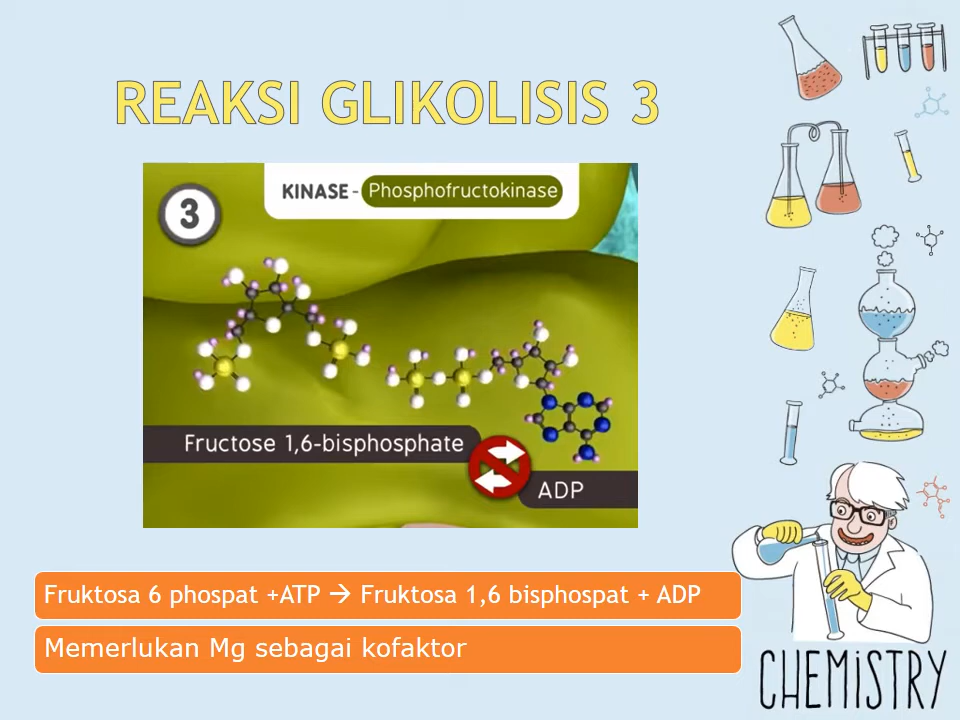 REAKSI GLIKOLISIS 3
3
KINASE - Phosphofructokinase
Fructose 1,6-bisphosphate
ADP
Fruktosa 6 phospat +ATP → Fruktosa 1,6 bisphospat + ADP
Memerlukan Mg sebagai kofaktor
CHEMiSTRY